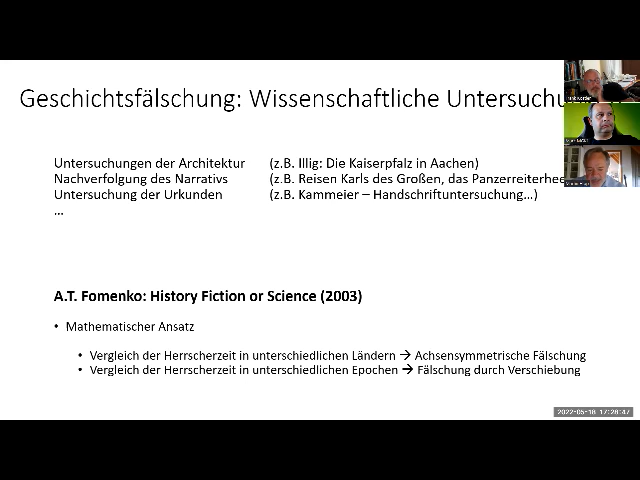 Geschichtsfälschung: Wissenschaftliche
Untersuchungen der Architektur (z.B. Illig: Die Kaiserpfalz in Aachen)
Nachverfolgung des Narrativs (z.B. Reisen Karls des Großen, das
Untersuchung der Urkunden (z.B. Kammeier – Handschriftuntersuchung...)
...
A.T. Fomenko: History Fiction or Science (2003)
• Mathematischer Ansatz
• Vergleich der Herrscherzeit in unterschiedlichen Ländern → Achsensymmetrische Fälschung
• Vergleich der Herrscherzeit in unterschiedlichen Epochen → Fälschung durch Verschiebung
2022-05-18 17:28:47